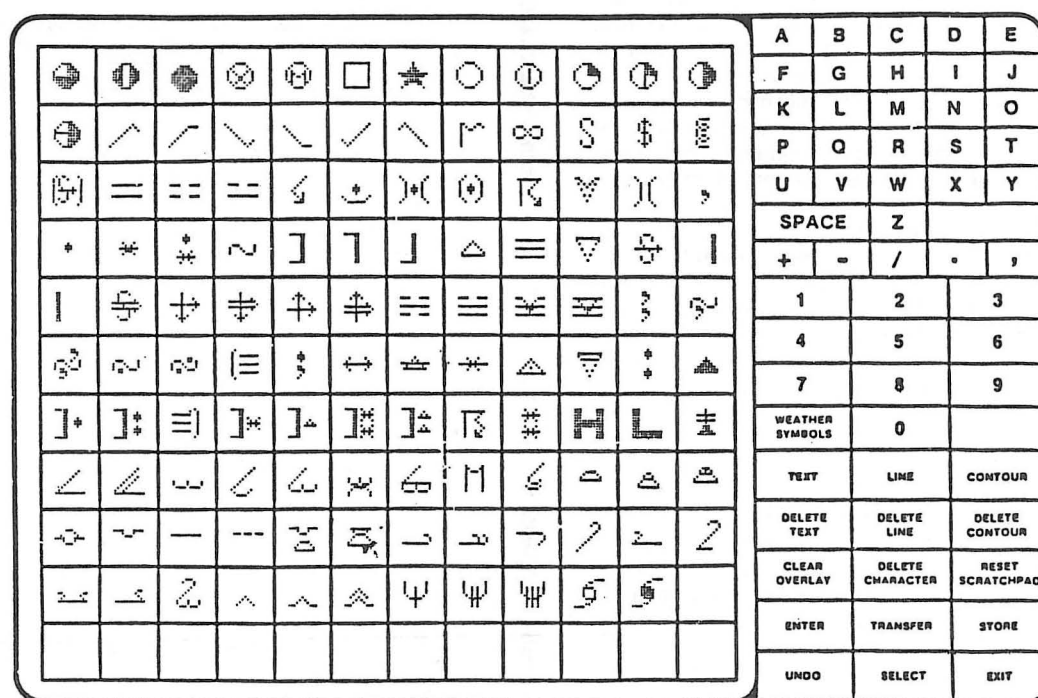 A B C D E
F G H I J
K L M N O
P Q R S T
U V W X Y
SPACE Z
+ - / . ,
1 2 3
4 5 6
7 8 9
WEATHER SYMBOLS 0
TEXT LINE CONTOUR
DELETE TEXT DELETE LINE DELETE CONTOUR
CLEAR OVERLAY DELETE CHARACTER RESET SCRATCHPAD
ENTER TRANSFER STORE
UNDO SELECT EXIT
∞ S $
H L